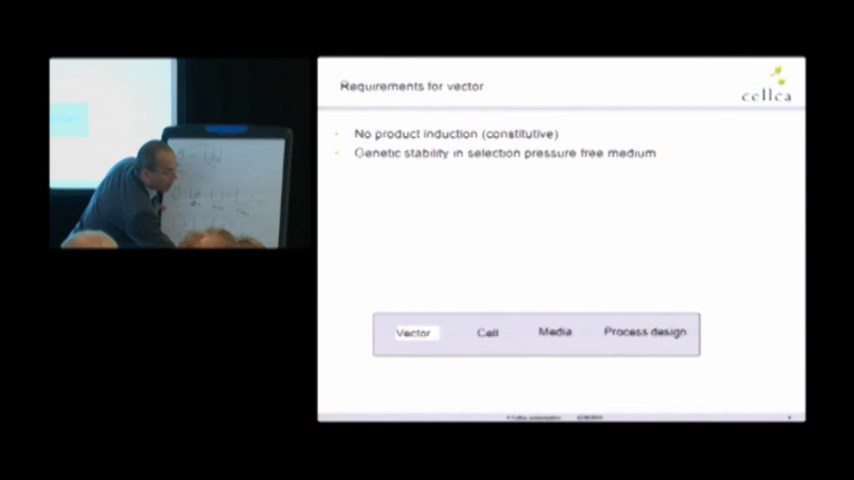 Requirements for vector
cellca
No product induction (constitutive)
Genetic stability in selection pressure free medium
Vector Cell Media Process design